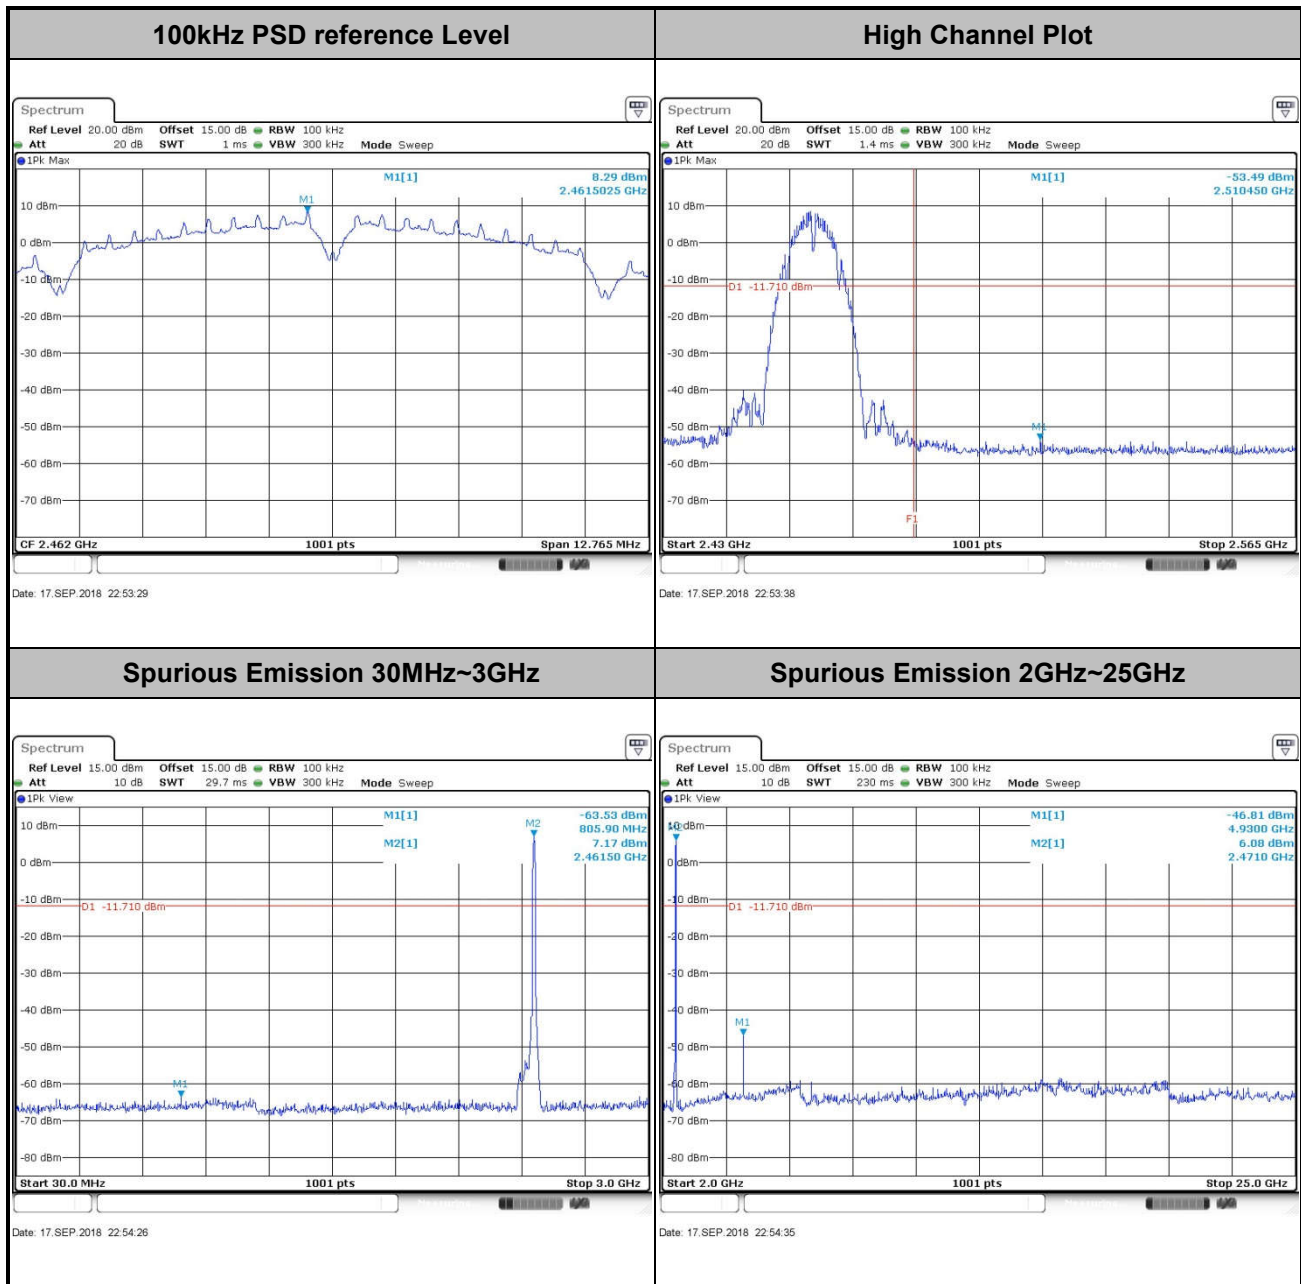 100kHz PSD reference Level
High Channel Plot
Spectrum
Ref Level 20.00 dBm Offset 15.00 dB RBW 100 kHz
Att 20 dB SWT 1 ms VBW 300 kHz Mode Sweep
1Pk Max
M1[1] 8.29 dBm
2.4615025 GHz
M1
10 dBm
0 dBm
-10 dBm
-20 dBm
-30 dBm
-40 dBm
-50 dBm
-60 dBm
-70 dBm
CF 2.462 GHz 1001 pts Span 12.765 MHz
Date: 17.SEP.2018 22:53:29
Spectrum
Ref Level 20.00 dBm Offset 15.00 dB RBW 100 kHz
Att 20 dB SWT 1.4 ms VBW 300 kHz Mode Sweep
1Pk Max
M1[1] -53.49 dBm
2.510450 GHz
10 dBm
0 dBm
-10 dBm
D1 -11.710 dBm
-20 dBm
-30 dBm
-40 dBm
-50 dBm
M1
-60 dBm
-70 dBm
F1
Start 2.43 GHz 1001 pts Stop 2.565 GHz
Date: 17.SEP.2018 22:53:38
Spurious Emission 30MHz~3GHz
Spurious Emission 2GHz~25GHz
Spectrum
Ref Level 15.00 dBm Offset 15.00 dB RBW 100 kHz
Att 10 dB SWT 29.7 ms VBW 300 kHz Mode Sweep
1Pk View
M1[1] -63.53 dBm
805.90 MHz
M2[1] 7.17 dBm
2.46150 GHz
M2
10 dBm
0 dBm
-10 dBm
D1 -11.710 dBm
-20 dBm
-30 dBm
-40 dBm
-50 dBm
-60 dBm
M1
-70 dBm
-80 dBm
Start 30.0 MHz 1001 pts Stop 3.0 GHz
Date: 17.SEP.2018 22:54:26
Spectrum
Ref Level 15.00 dBm Offset 15.00 dB RBW 100 kHz
Att 10 dB SWT 230 ms VBW 300 kHz Mode Sweep
1Pk View
M1[1] -46.81 dBm
4.9300 GHz
M2[1] 6.08 dBm
2.4710 GHz
M2
10 dBm
0 dBm
-10 dBm
D1 -11.710 dBm
-20 dBm
-30 dBm
-40 dBm
M1
-50 dBm
-60 dBm
-70 dBm
-80 dBm
Start 2.0 GHz 1001 pts Stop 25.0 GHz
Date: 17.SEP.2018 22:54:35